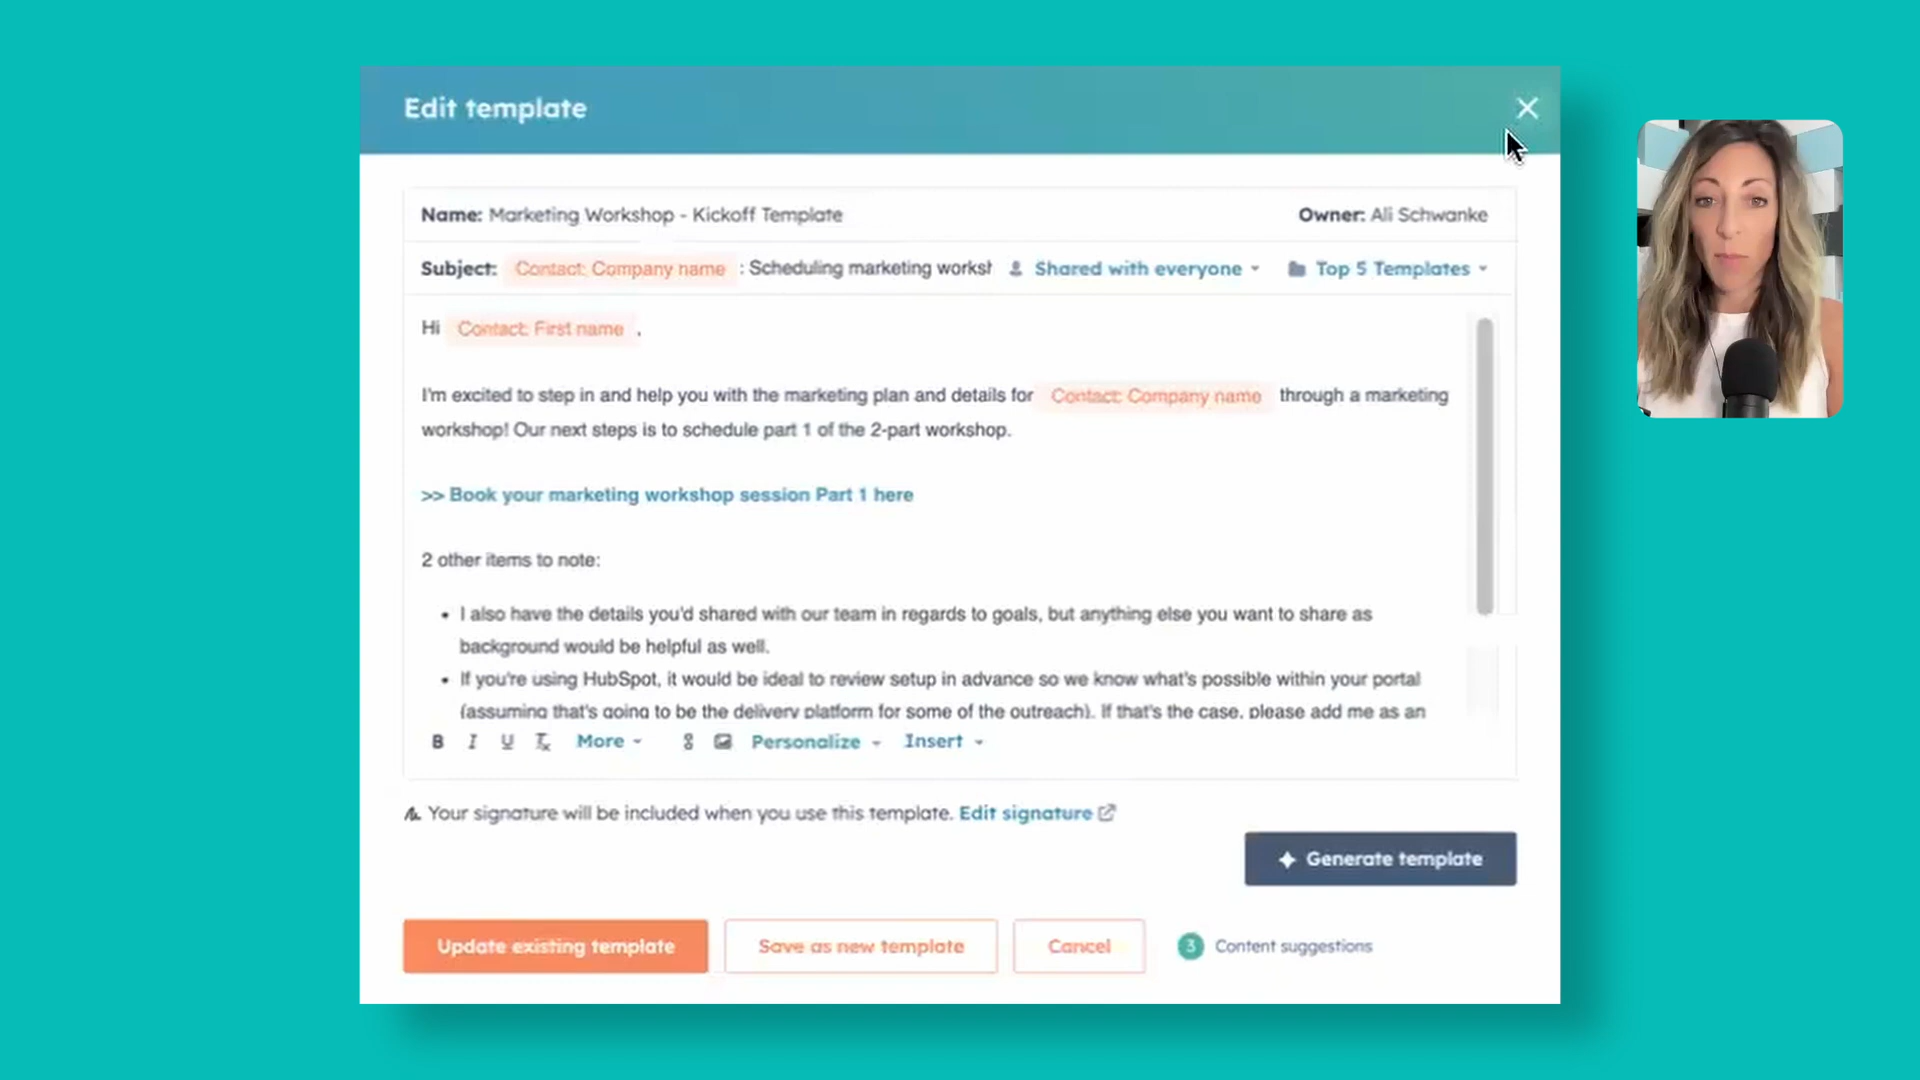 Edit template
Name: Marketing Workshop - Kickoff Template
Owner: Ali Schwanke
Subject: Contact: Company name : Scheduling marketing worksh
Shared with everyone
Top 5 Templates
Hi Contact: First name ,
I'm excited to step in and help you with the marketing plan and details for Contact: Company name through a marketing
workshop! Our next steps is to schedule part 1 of the 2-part workshop.
>> Book your marketing workshop session Part 1 here
2 other items to note:
• I also have the details you'd shared with our team in regards to goals, but anything else you want to share as
background would be helpful as well.
• If you're using HubSpot, it would be ideal to review setup in advance so we know what's possible within your portal
(assuming that's going to be the delivery platform for some of the outreach). If that's the case, please add me as an
B I U Tx More Personalize Insert
Your signature will be included when you use this template. Edit signature
Generate template
Update existing template
Save as new template
Cancel
3 Content suggestions